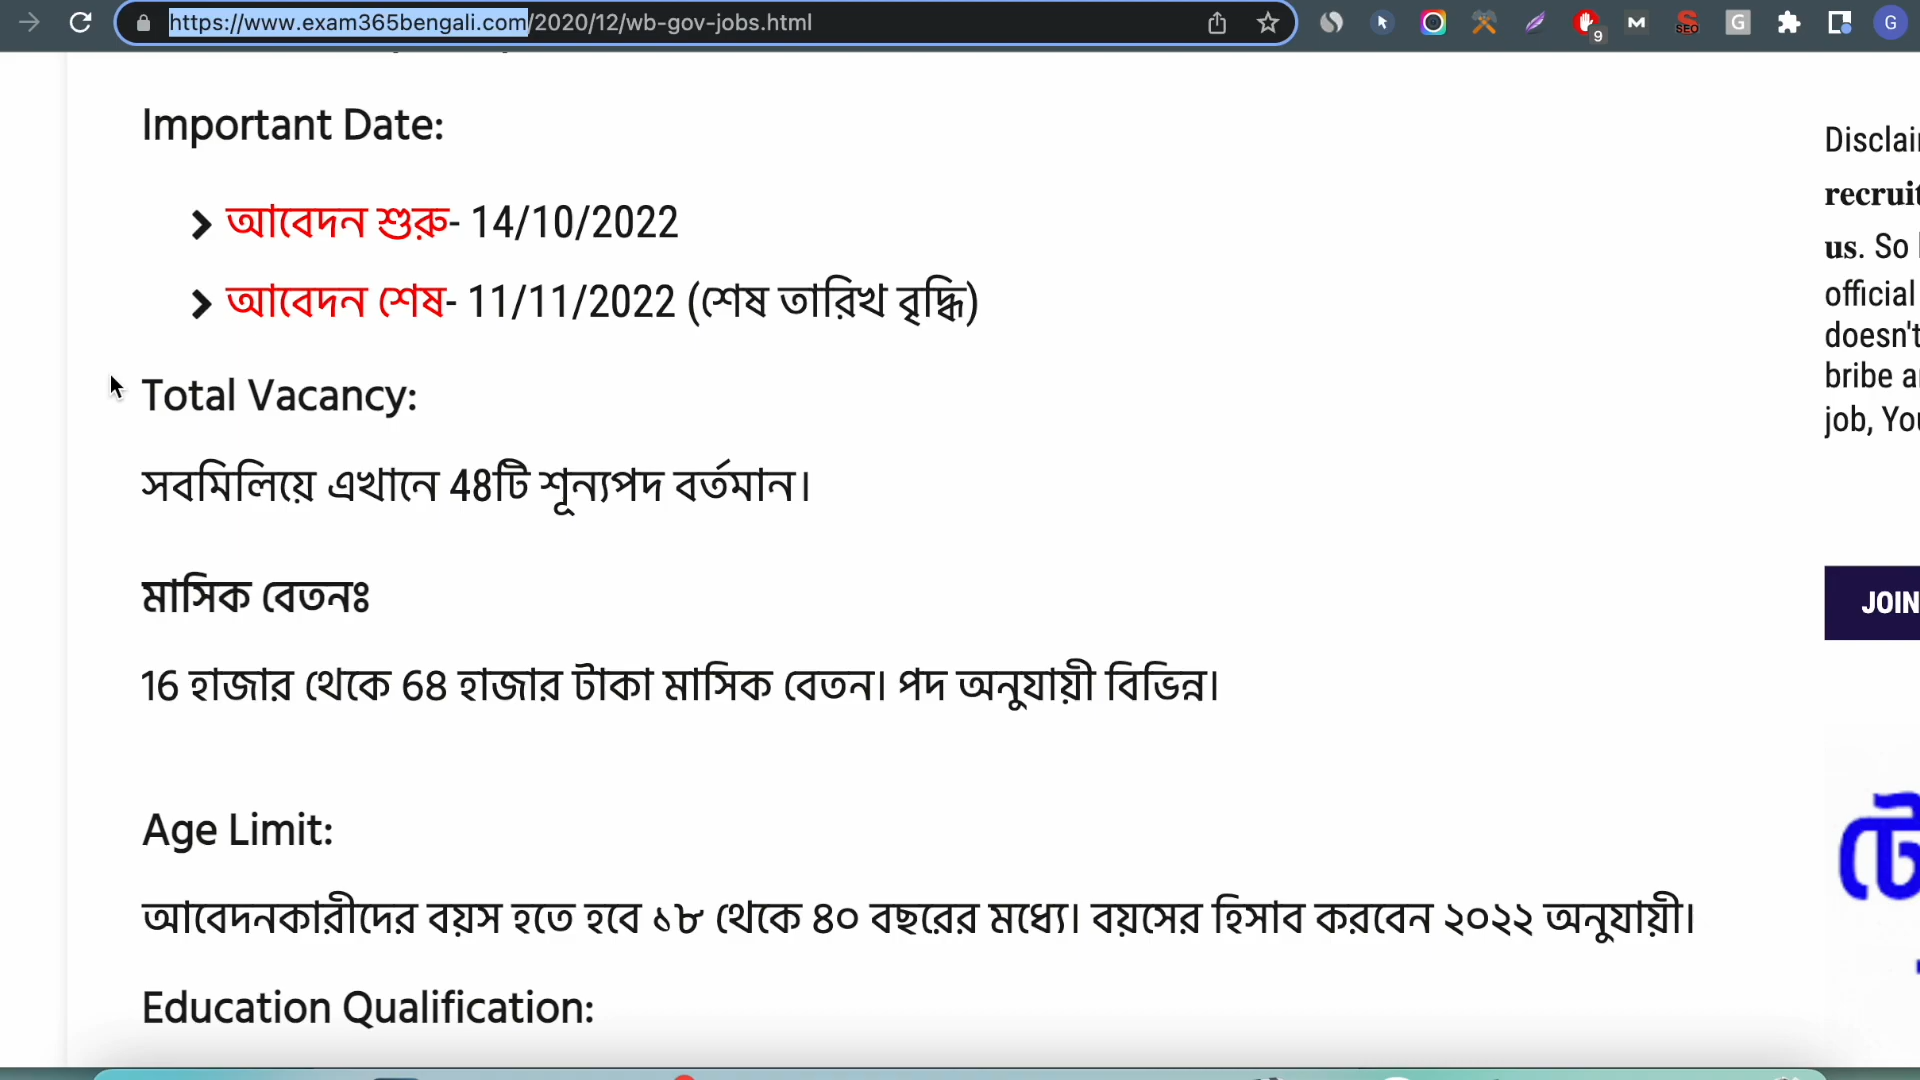 https://www.exam365bengali.com/2020/12/wb-gov-jobs.html
9
M
SEO
G
G
Important Date:
আবেদন শুরু- 14/10/2022
আবেদন শেষ- 11/11/2022 (শেষ তারিখ বৃদ্ধি)
Total Vacancy:
সবমিলিয়ে এখানে 48টি শূন্যপদ বর্তমান।
মাসিক বেতনঃ
16 হাজার থেকে 68 হাজার টাকা মাসিক বেতন। পদ অনুযায়ী বিভিন্ন।
Age Limit:
আবেদনকারীদের বয়স হতে হবে ১৮ থেকে ৪০ বছরের মধ্যে। বয়সের হিসাব করবেন ২০২২ অনুযায়ী।
Education Qualification:
Disclai
recruit
us. So
official
doesn't
bribe a
job, You
JOIN
টে